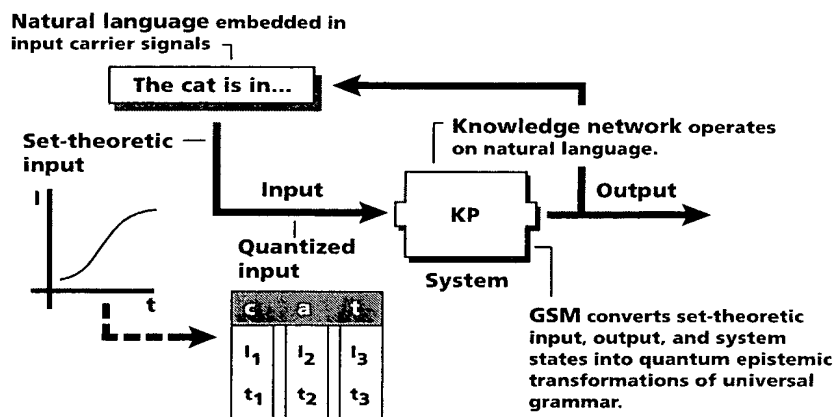 Natural language embedded in
input carrier signals
The cat is in...
Set-theoretic
input
Knowledge network operates
on natural language.
I
Input
KP
Output
Quantized
input
System
t
c a t
I1 I2 I3
t1 t2 t3
GSM converts set-theoretic
input, output, and system
states into quantum epistemic
transformations of universal
grammar.